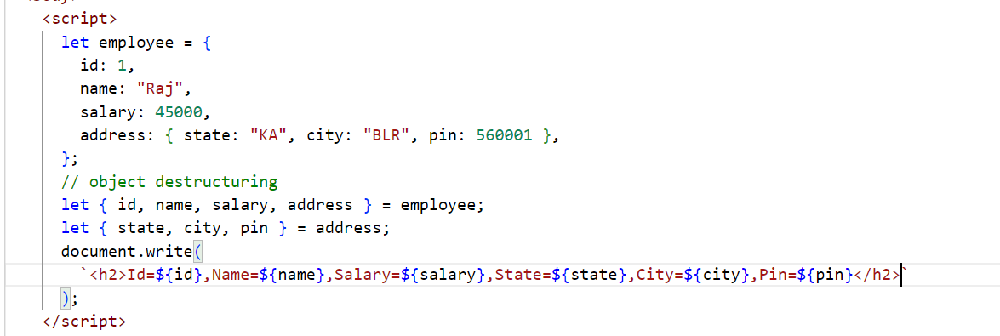 <script>
let employee = {
id: 1,
name: "Raj",
salary: 45000,
address: { state: "KA", city: "BLR", pin: 560001 },
};
// object destructuring
let { id, name, salary, address } = employee;
let { state, city, pin } = address;
document.write(
`<h2>Id=${id},Name=${name},Salary=${salary},State=${state},City=${city},Pin=${pin}</h2>`
);
</script>